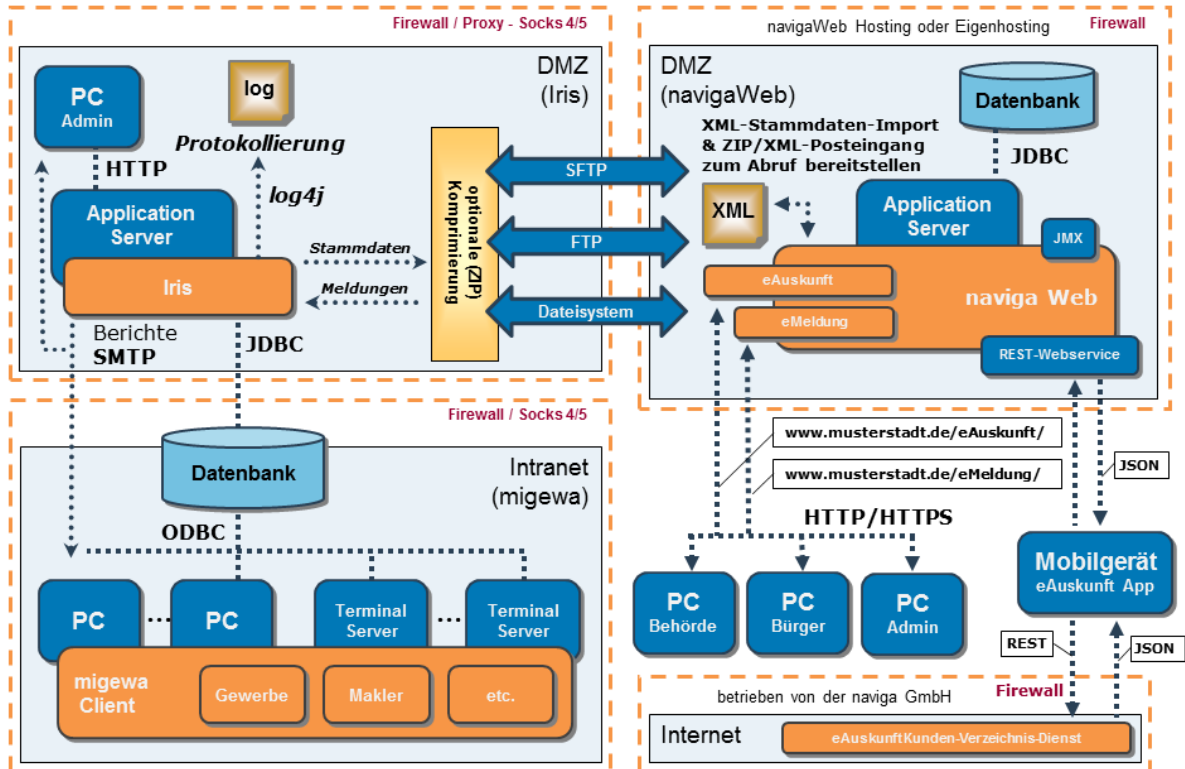 Firewall / Proxy - Socks 4/5
DMZ
(Iris)
PC
Admin
log
Protokollierung
HTTP
log4j
Application
Server
Iris
Stammdaten
Meldungen
optionale (ZIP)
Komprimierung
Berichte
SMTP
JDBC
SFTP
FTP
Dateisystem
navigaWeb Hosting oder Eigenhosting
Firewall
DMZ
(navigaWeb)
Datenbank
XML-Stammdaten-Import
& ZIP/XML-Posteingang
zum Abruf bereitstellen
JDBC
XML
Application
Server
JMX
eAuskunft
eMeldung
naviga Web
REST-Webservice
Firewall / Socks 4/5
Datenbank
Intranet
(migewa)
ODBC
PC
...
PC
Terminal
Server
...
Terminal
Server
migewa
Client
Gewerbe
Makler
etc.
www.musterstadt.de/eAuskunft/
www.musterstadt.de/eMeldung/
JSON
HTTP/HTTPS
PC
Behörde
PC
Bürger
PC
Admin
Mobilgerät
eAuskunft App
REST
JSON
betrieben von der naviga GmbH
Firewall
Internet
eAuskunftKunden-Verzeichnis-Dienst